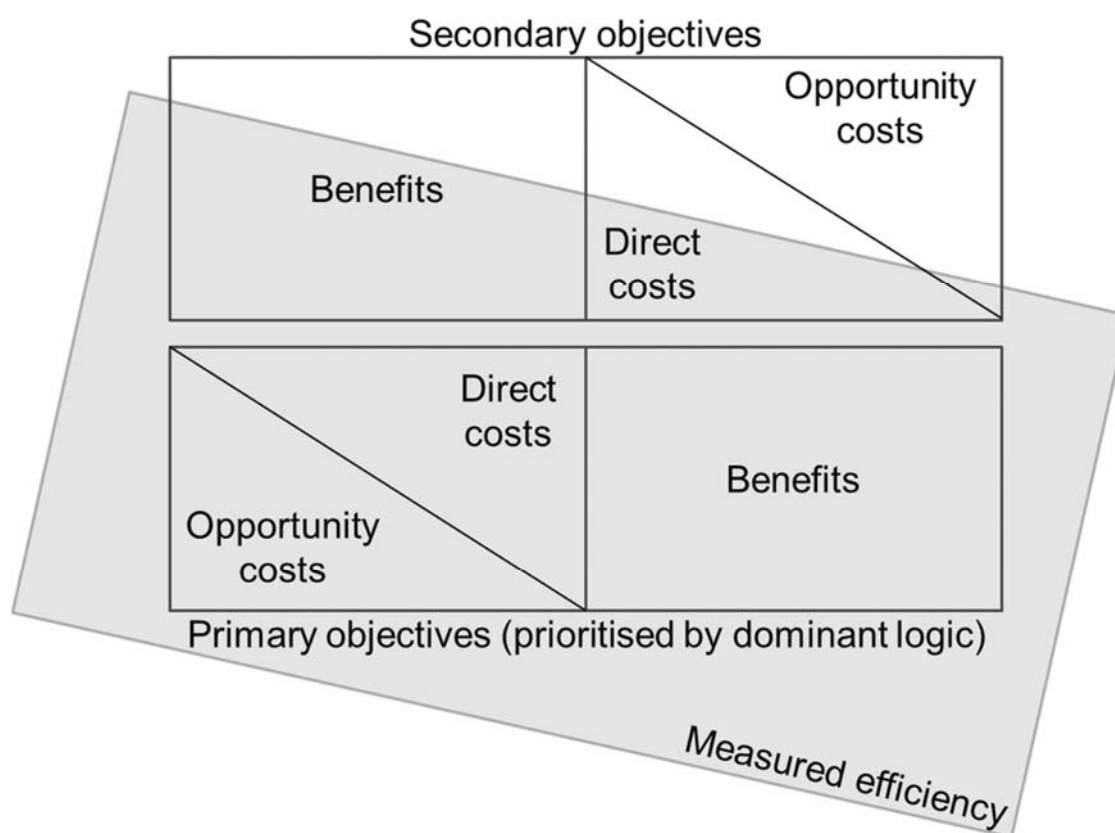 Secondary objectives
Opportunity
costs
Benefits
Direct
costs
Direct
costs
Benefits
Opportunity
costs
Primary objectives (prioritised by dominant logic)
Measured efficiency